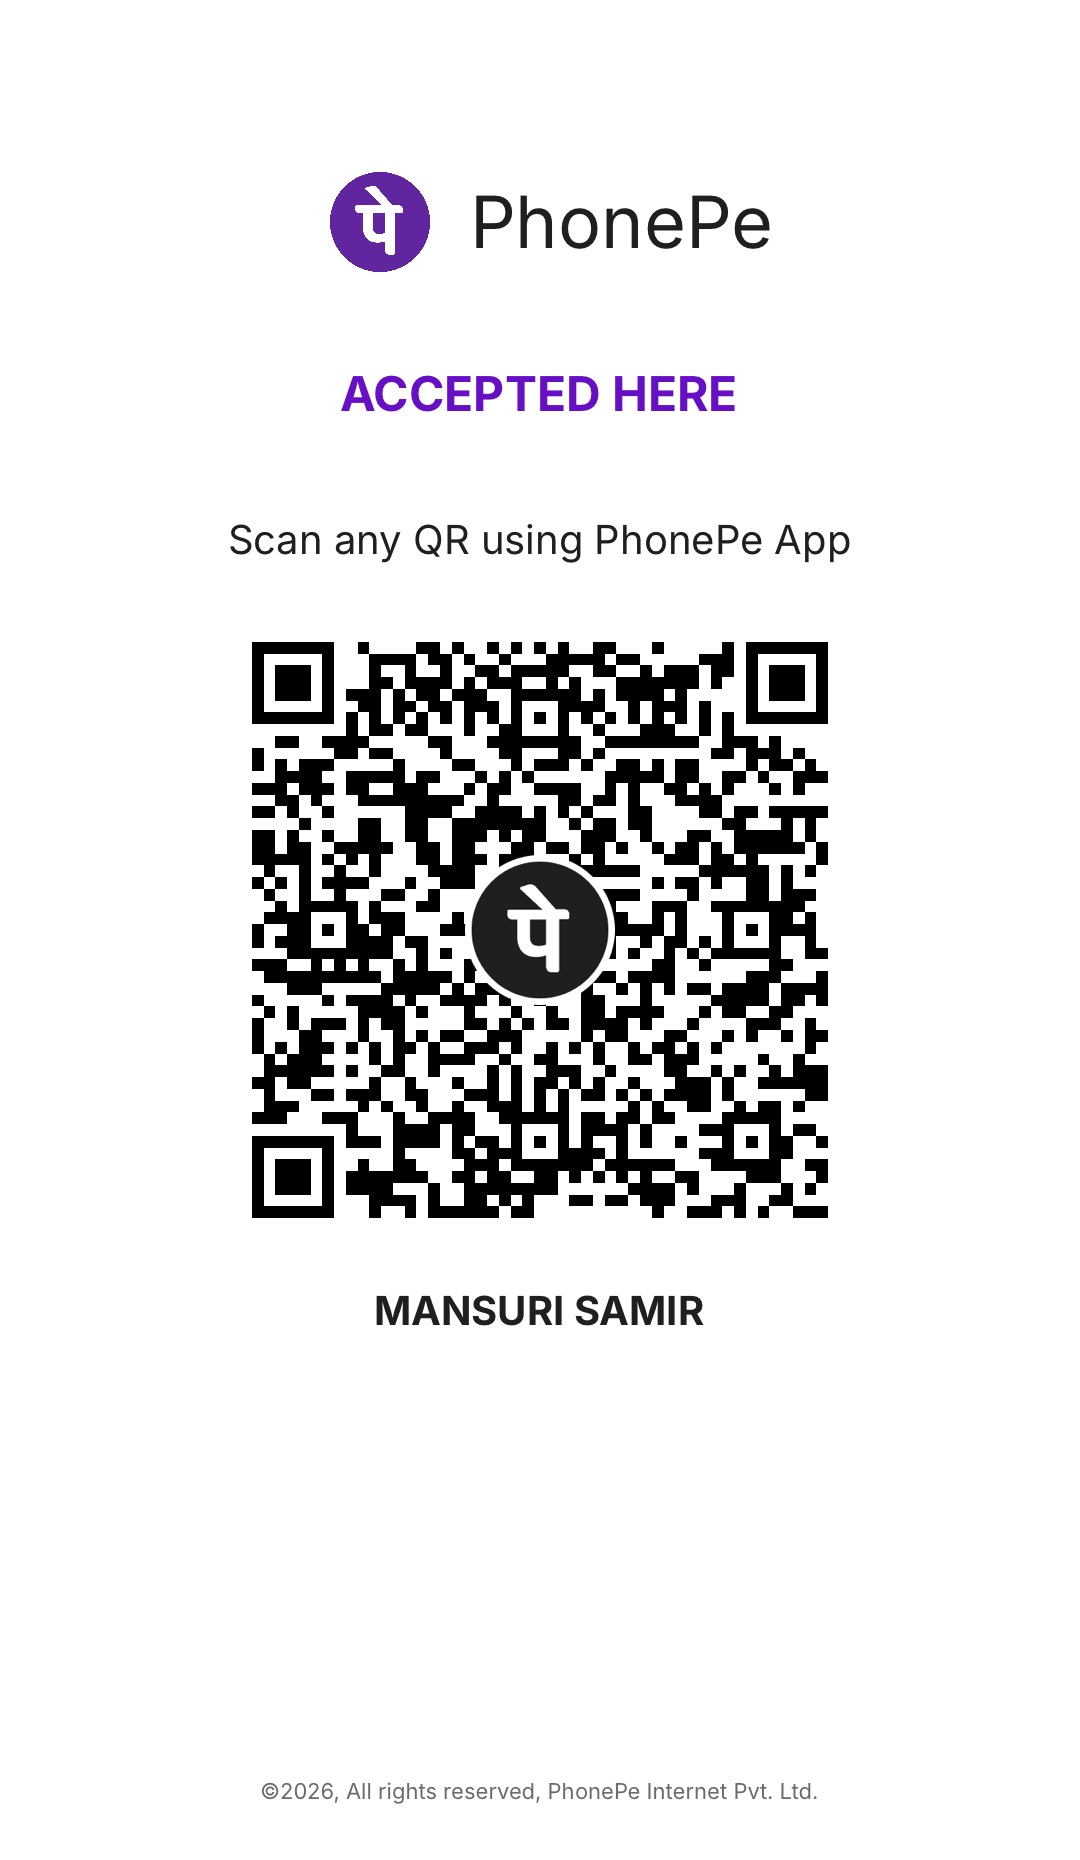 पे PhonePe
ACCEPTED HERE
Scan any QR using PhonePe App
पे
MANSURI SAMIR
©2026, All rights reserved, PhonePe Internet Pvt. Ltd.